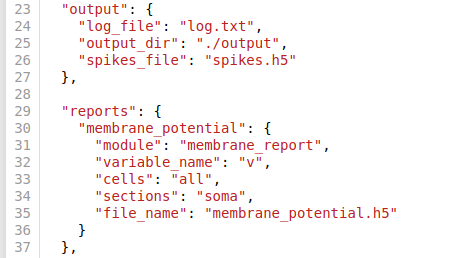 23 "output": {
24 "log_file": "log.txt",
25 "output_dir": "./output",
26 "spikes_file": "spikes.h5"
27 },
28
29 "reports": {
30 "membrane_potential": {
31 "module": "membrane_report",
32 "variable_name": "v",
33 "cells": "all",
34 "sections": "soma",
35 "file_name": "membrane_potential.h5"
36 }
37 },